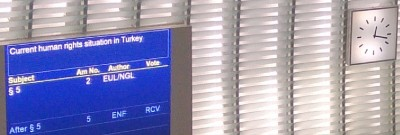 Current human rights situation in Turkey
Subject Am No. Author Vote
§ 5 2 EUL/NGL
After § 5 5 ENF RCV